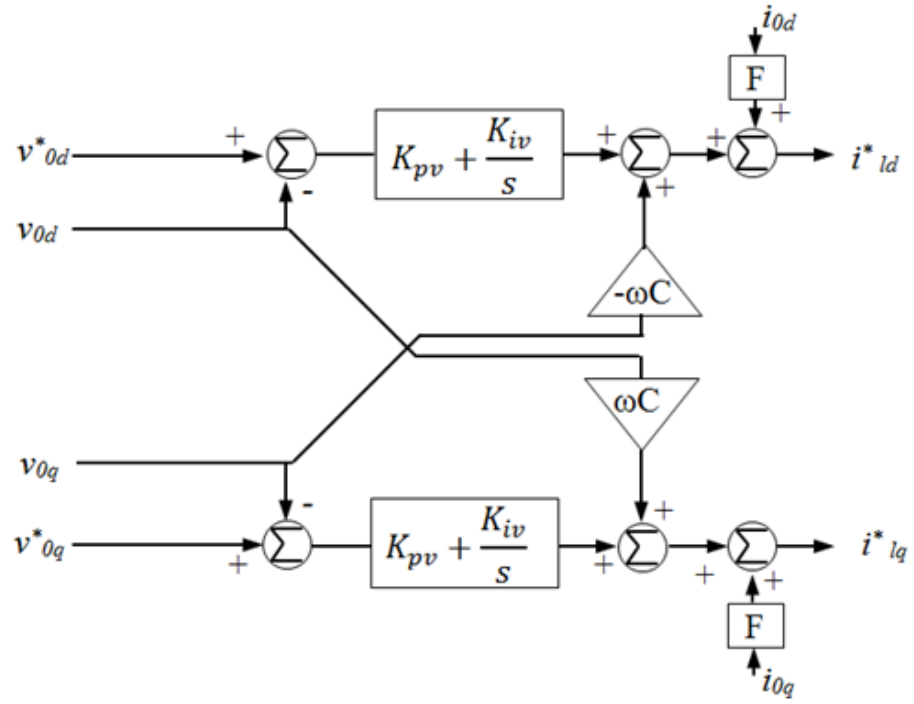 i0d
F
+
v*0d
+
Σ
-
Kpv + Kiv/s
+
Σ
+
+
Σ
i*ld
v0d
-ωC
ωC
v0q
-
+
v*0q
+
Σ
Kpv + Kiv/s
+
Σ
+
Σ
+
i*lq
F
i0q